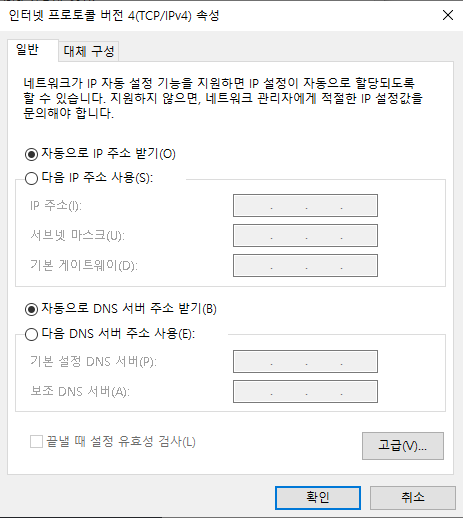 인터넷 프로토콜 버전 4(TCP/IPv4) 속성
일반
대체 구성
네트워크가 IP 자동 설정 기능을 지원하면 IP 설정이 자동으로 할당되도록
할 수 있습니다. 지원하지 않으면, 네트워크 관리자에게 적절한 IP 설정값을
문의해야 합니다.
자동으로 IP 주소 받기(O)
다음 IP 주소 사용(S):
IP 주소(I):
서브넷 마스크(U):
기본 게이트웨이(D):
자동으로 DNS 서버 주소 받기(B)
다음 DNS 서버 주소 사용(E):
기본 설정 DNS 서버(P):
보조 DNS 서버(A):
끝낼 때 설정 유효성 검사(L)
고급(V)...
확인
취소